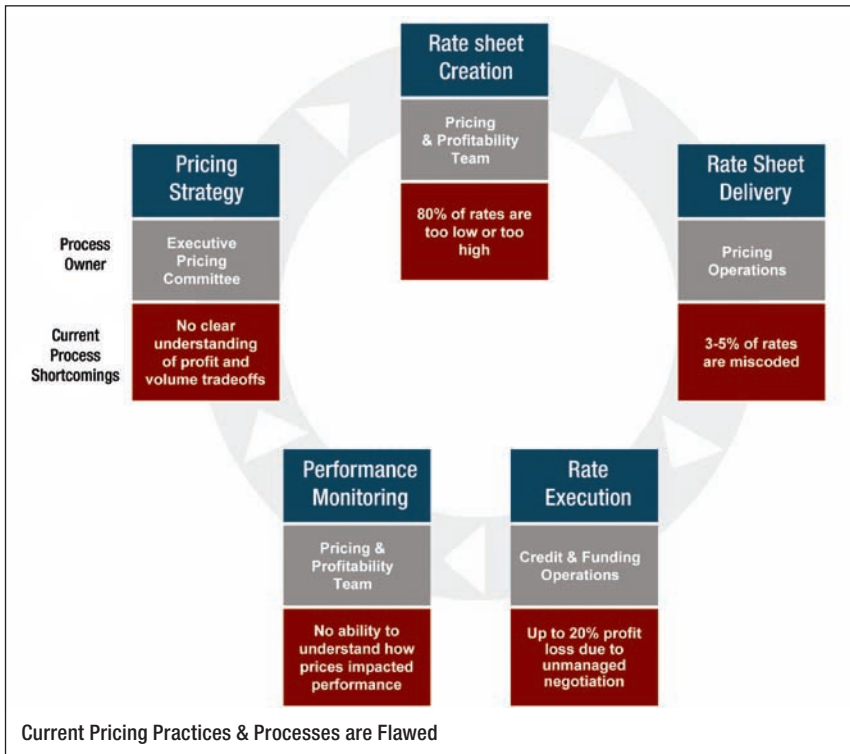 Rate sheet
Creation
Pricing
& Profitability
Team
80% of rates are
too low or too
high
Pricing
Strategy
Process
Owner
Executive
Pricing
Committee
Current
Process
Shortcomings
No clear
understanding
of profit and
volume tradeoffs
Rate Sheet
Delivery
Pricing
Operations
3-5% of rates
are miscoded
Performance
Monitoring
Pricing &
Profitability
Team
No ability to
understand how
prices impacted
performance
Rate
Execution
Credit & Funding
Operations
Up to 20% profit
loss due to
unmanaged
negotiation
Current Pricing Practices & Processes are Flawed